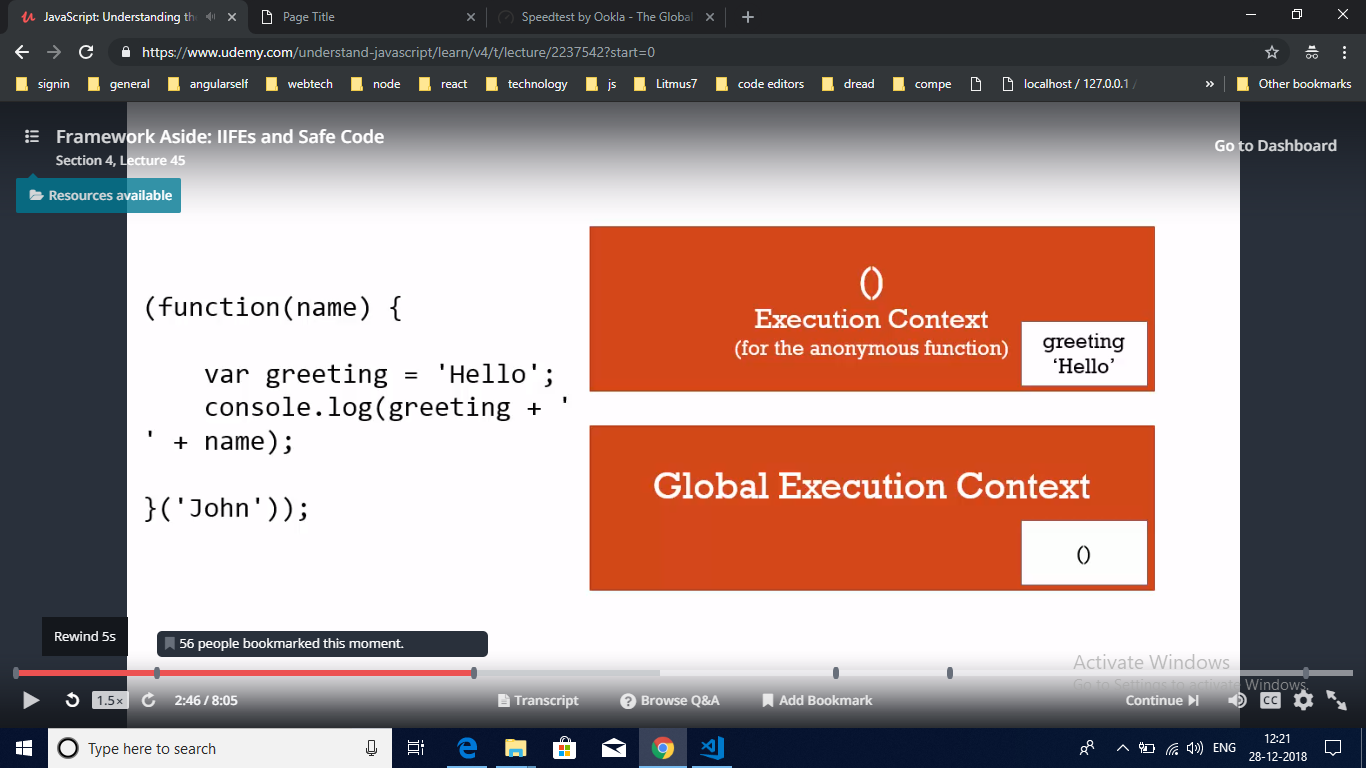 JavaScript: Understanding th
Page Title
Speedtest by Ookla - The Global
https://www.udemy.com/understand-javascript/learn/v4/t/lecture/2237542?start=0
signin general angularself webtech node react technology js Litmus7 code editors dread compe localhost / 127.0.0.1 / » Other bookmarks
Framework Aside: IIFEs and Safe Code
Section 4, Lecture 45
Go to Dashboard
Resources available
(function(name) {
var greeting = 'Hello';
console.log(greeting + '
' + name);
}('John'));
()
Execution Context
(for the anonymous function)
greeting
‘Hello’
Global Execution Context
()
Rewind 5s
56 people bookmarked this moment.
Activate Windows
Go to Settings to activate Windows.
1.5x
2:46 / 8:05
Transcript
Browse Q&A
Add Bookmark
Continue
CC
Type here to search
ENG
12:21
28-12-2018